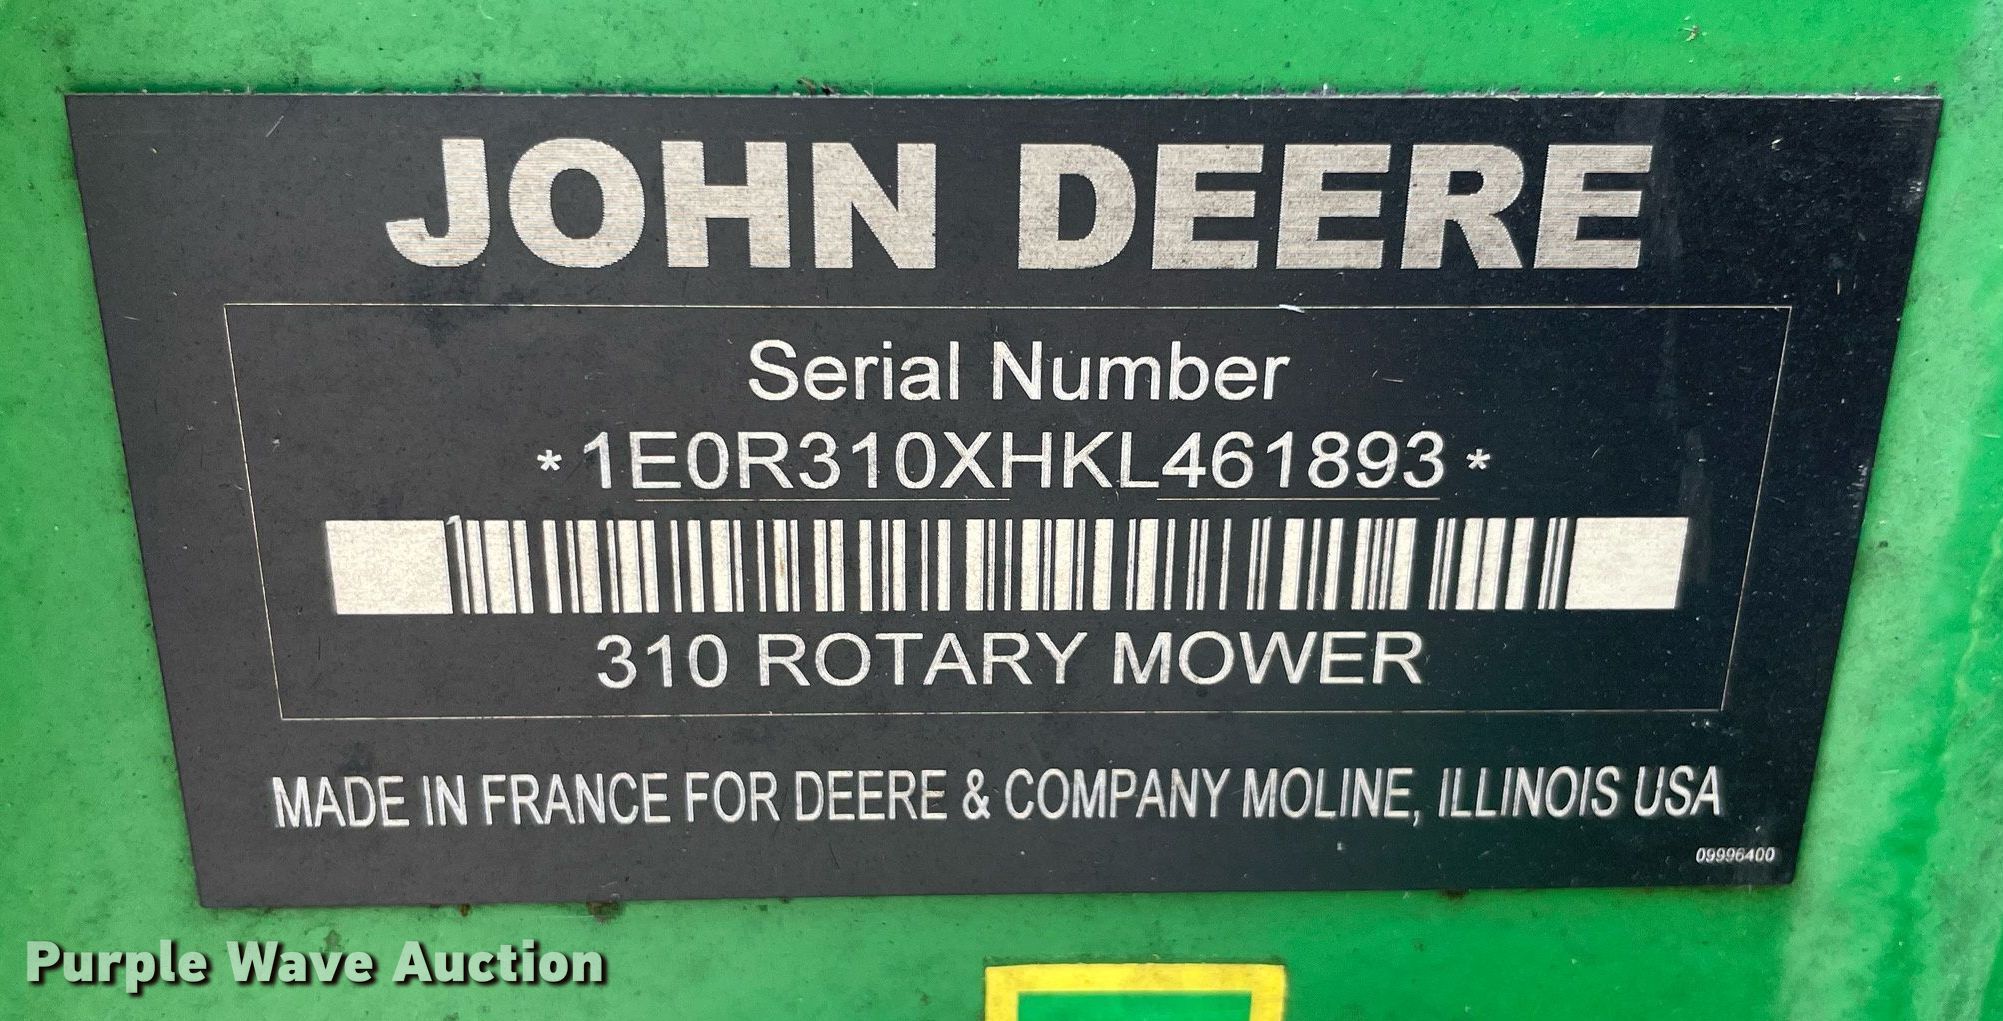 JOHN DEERE
Serial Number
*1E0R310XHKL461893*
310 ROTARY MOWER
MADE IN FRANCE FOR DEERE & COMPANY MOLINE, ILLINOIS USA
09996400
Purple Wave Auction